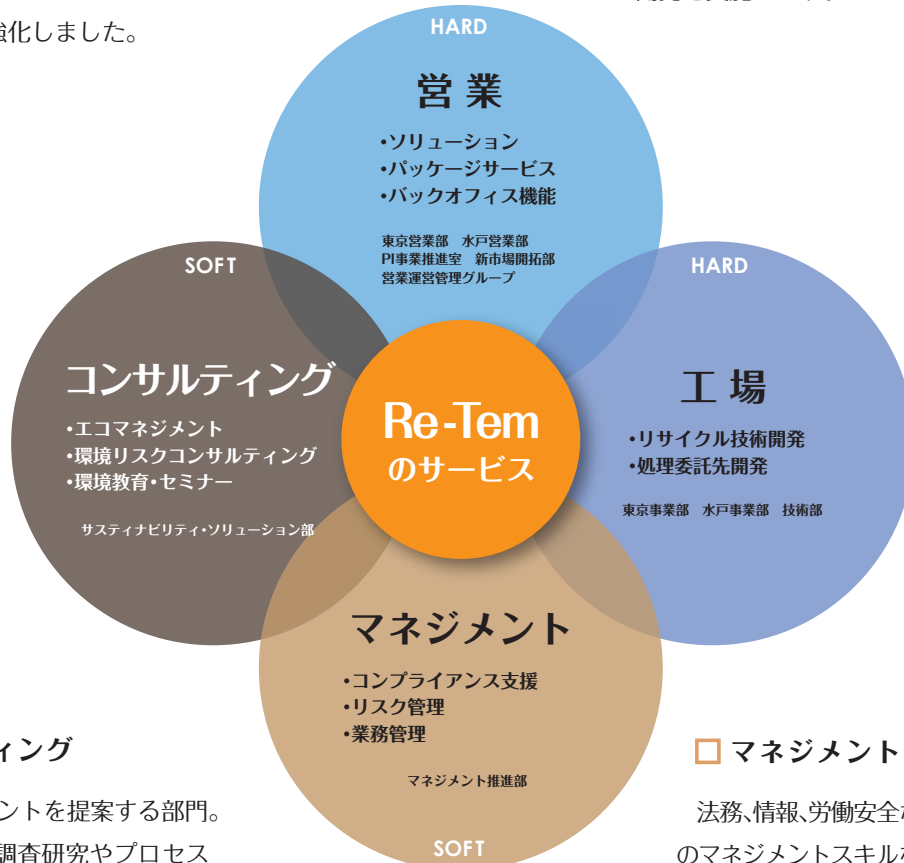 強化しました。
HARD
営業
・ソリューション
・パッケージサービス
・バックオフィス機能
東京営業部 水戸営業部
PI事業推進室 新市場開拓部
営業運営管理グループ
SOFT
コンサルティング
・エコマネジメント
・環境リスクコンサルティング
・環境教育・セミナー
サスティナビリティ・ソリューション部
Re-Tem
のサービス
HARD
工場
・リサイクル技術開発
・処理委託先開発
東京事業部 水戸事業部 技術部
マネジメント
・コンプライアンス支援
・リスク管理
・業務管理
マネジメント推進部
SOFT
ィング
ントを提案する部門。
調査研究やプロセス
□ マネジメント
法務、情報、労働安全
のマネジメントスキル